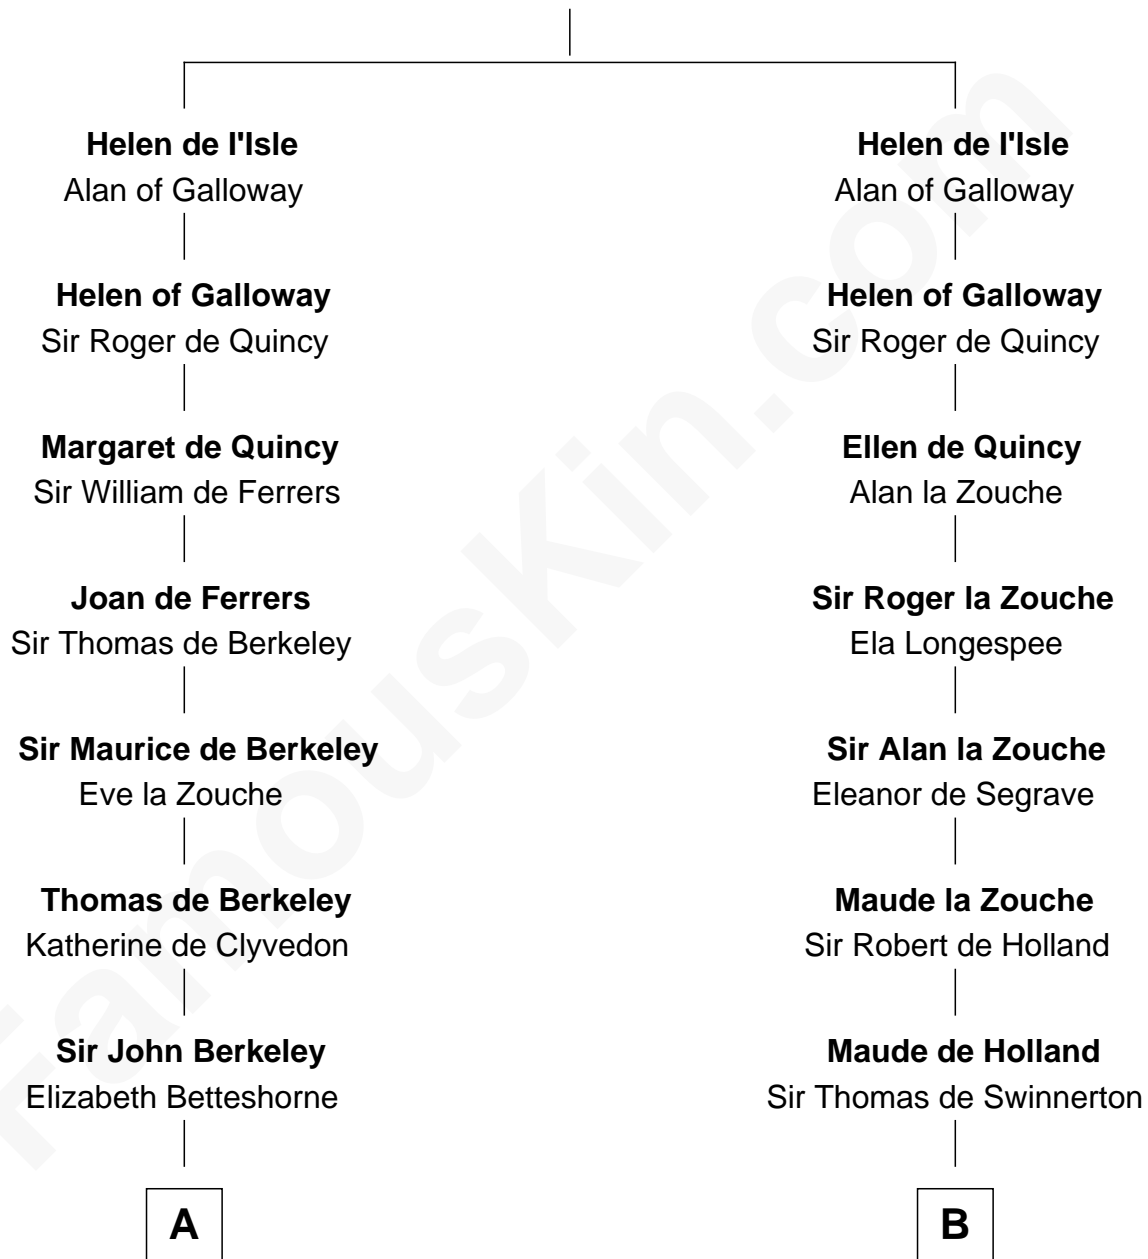 Helen de l'Isle
Alan of Galloway
Helen of Galloway
Sir Roger de Quincy
Margaret de Quincy
Sir William de Ferrers
Joan de Ferrers
Sir Thomas de Berkeley
Sir Maurice de Berkeley
Eve la Zouche
Thomas de Berkeley
Katherine de Clyvedon
Sir John Berkeley
Elizabeth Betteshorne
A
Helen de l'Isle
Alan of Galloway
Helen of Galloway
Sir Roger de Quincy
Ellen de Quincy
Alan la Zouche
Sir Roger la Zouche
Ela Longespee
Sir Alan la Zouche
Eleanor de Segrave
Maude la Zouche
Sir Robert de Holland
Maude de Holland
Sir Thomas de Swinnerton
B
FamousKin.com